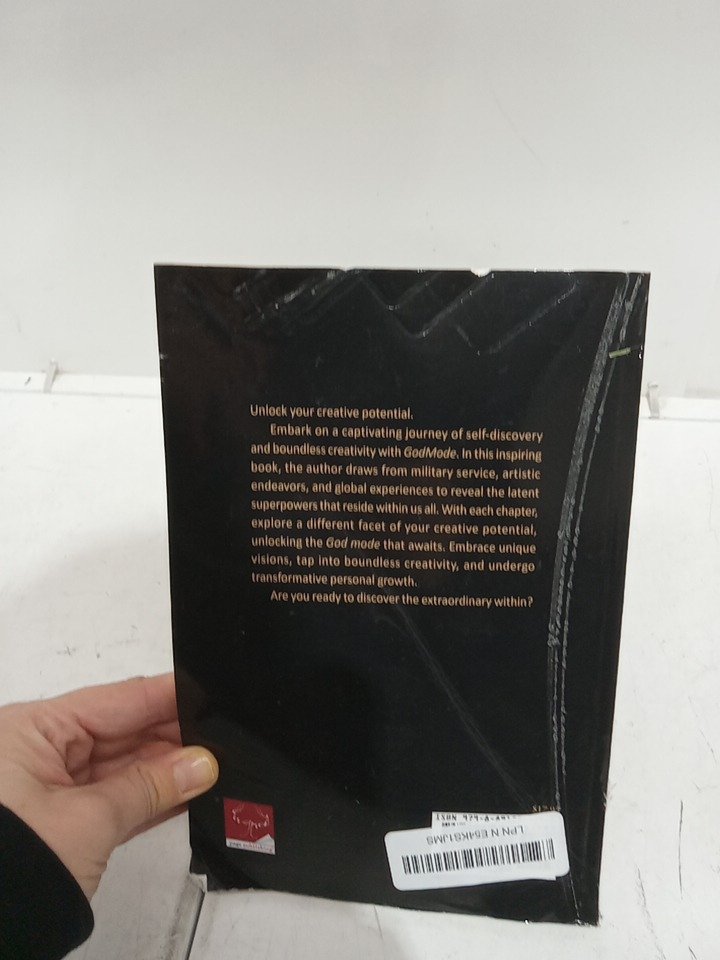 Unlock your creative potential.
Embark on a captivating journey of self-discovery
and boundless creativity with GodMode. In this inspiring
book, the author draws from military service, artistic
endeavors, and global experiences to reveal the latent
superpowers that reside within us all. With each chapter,
explore a different facet of your creative potential,
unlocking the God mode that awaits. Embrace unique
visions, tap into boundless creativity, and undergo
transformative personal growth.
Are you ready to discover the extraordinary within?
LPN N E54KS1JMS